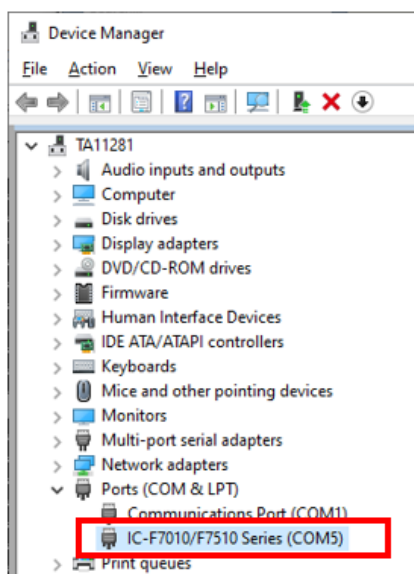 Device Manager
File Action View Help
TA11281
Audio inputs and outputs
Computer
Disk drives
Display adapters
DVD/CD-ROM drives
Firmware
Human Interface Devices
IDE ATA/ATAPI controllers
Keyboards
Mice and other pointing devices
Monitors
Multi-port serial adapters
Network adapters
Ports (COM & LPT)
Communications Port (COM1)
IC-F7010/F7510 Series (COM5)
Print queues